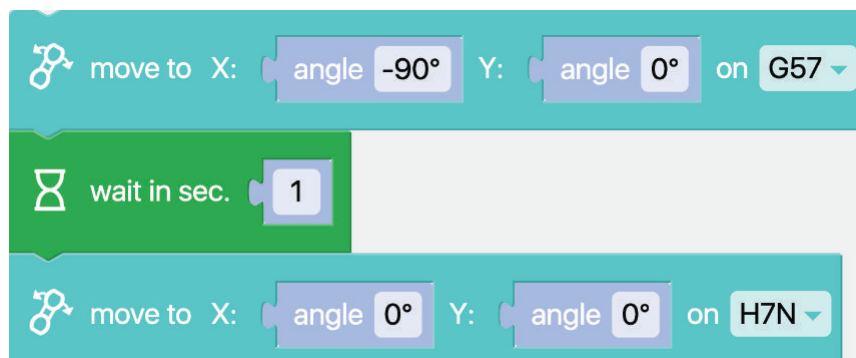 move to X: angle -90° Y: angle 0° on G57
wait in sec. 1
move to X: angle 0° Y: angle 0° on H7N